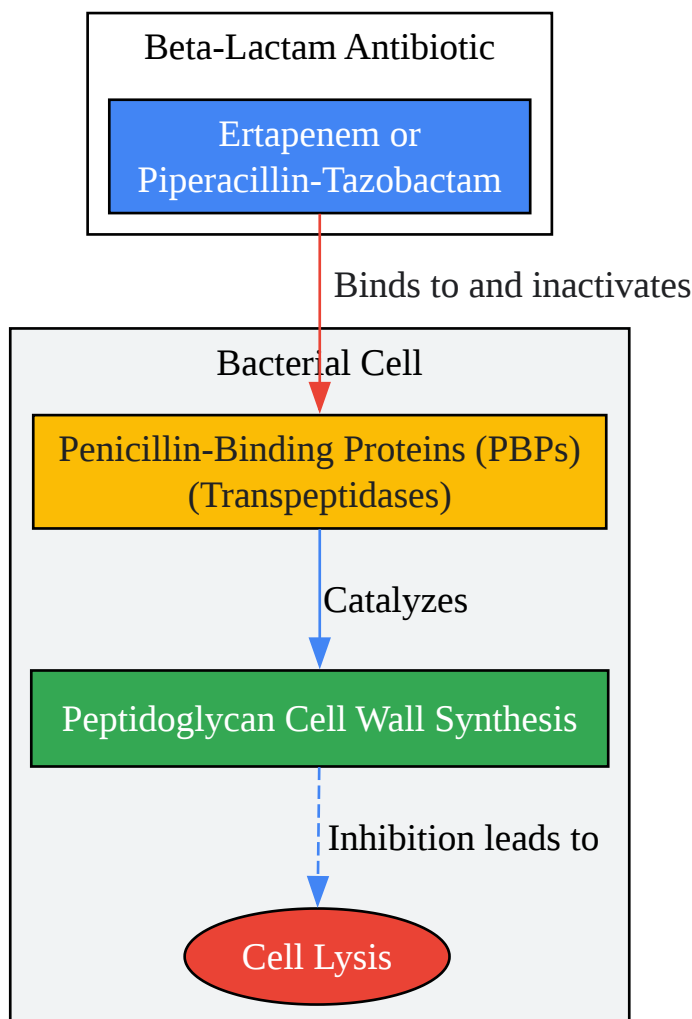 Beta-Lactam Antibiotic
Ertapenem or
Piperacillin-Tazobactam
Binds to and inactivates
Bacterial Cell
Penicillin-Binding Proteins (PBPs)
(Transpeptidases)
Catalyzes
Peptidoglycan Cell Wall Synthesis
Inhibition leads to
Cell Lysis